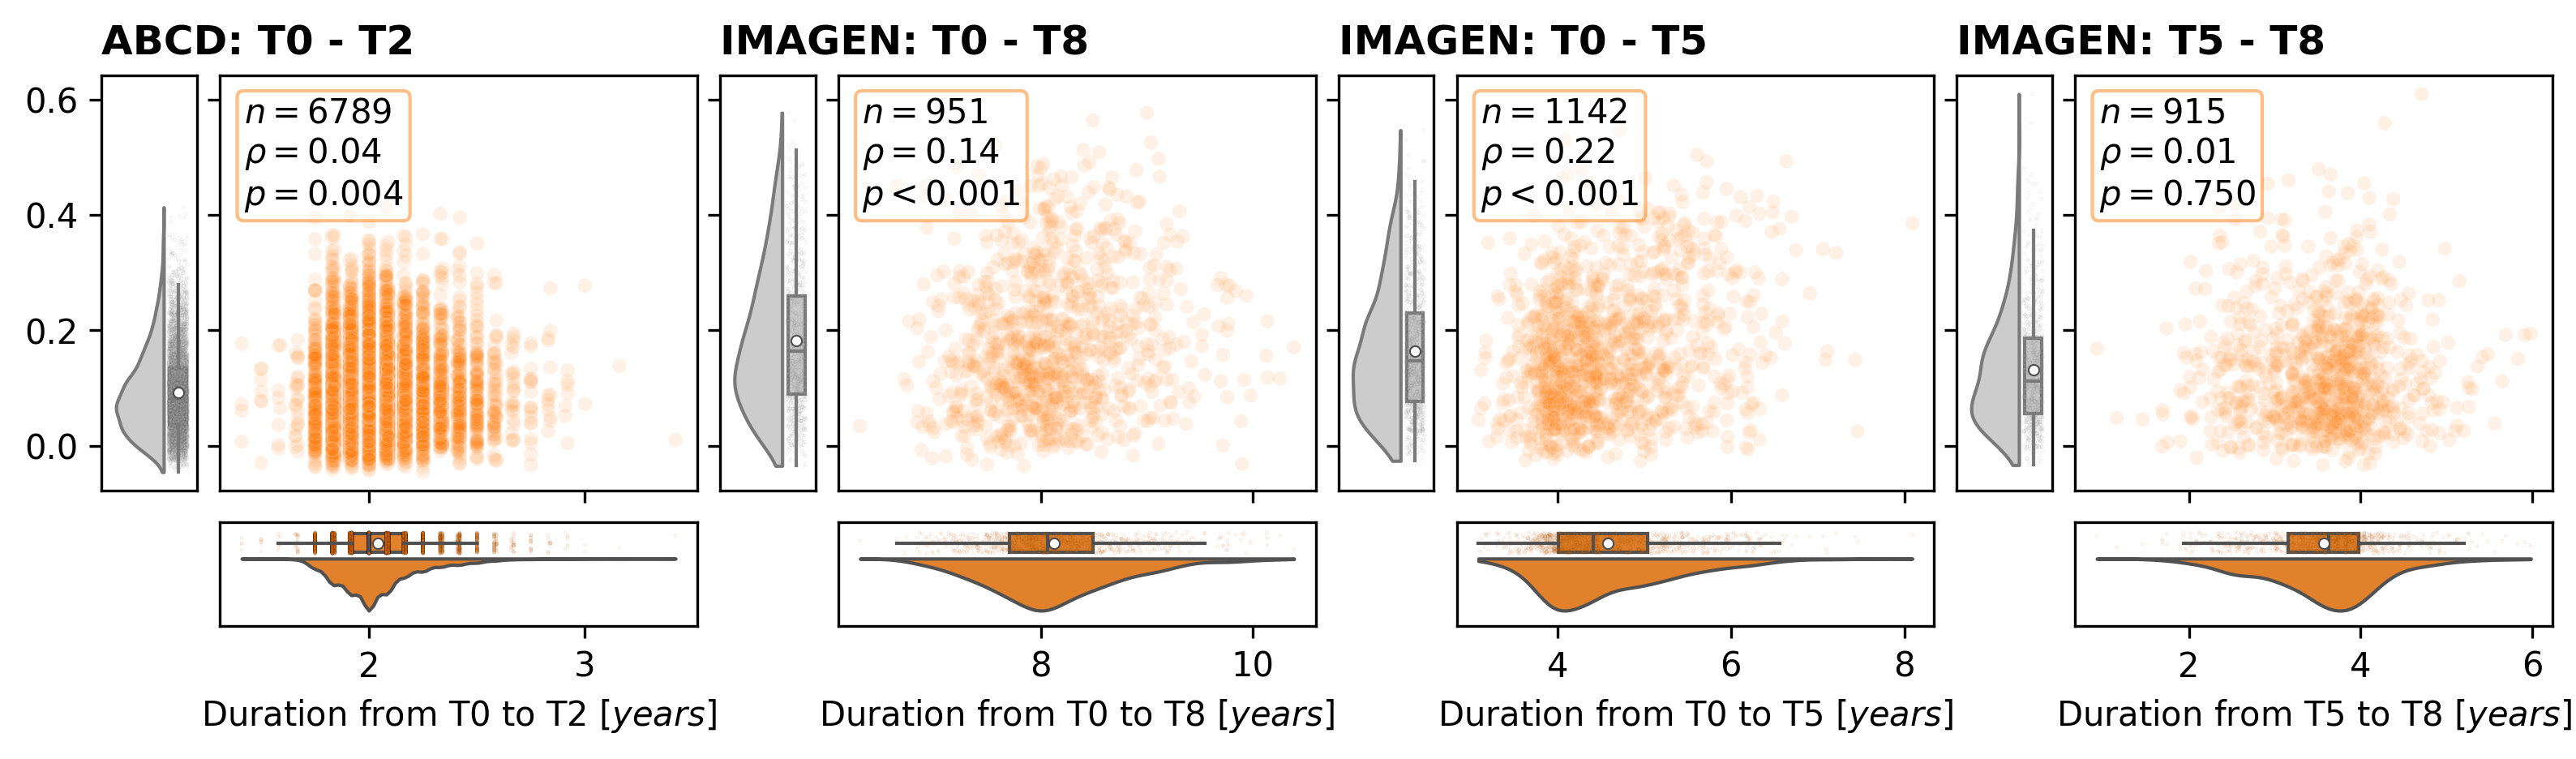 ABCD: T0 - T2
IMAGEN: T0 - T8
IMAGEN: T0 - T5
IMAGEN: T5 - T8
0.6
0.4
0.2
0.0
n = 6789
ρ = 0.04
p = 0.004
n = 951
ρ = 0.14
p < 0.001
n = 1142
ρ = 0.22
p < 0.001
n = 915
ρ = 0.01
p = 0.750
2 3
8 10
4 6 8
2 4 6
Duration from T0 to T2 [years]
Duration from T0 to T8 [years]
Duration from T0 to T5 [years]
Duration from T5 to T8 [years]